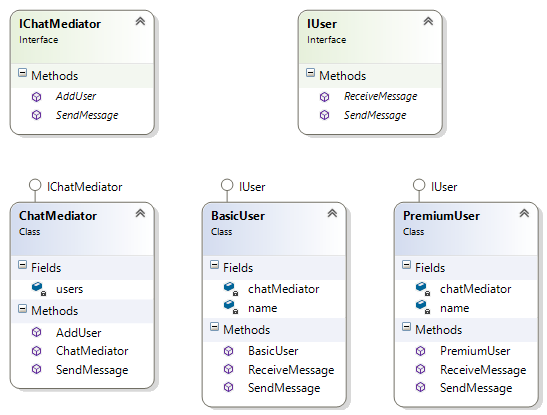 IChatMediator
Interface
Methods
AddUser
SendMessage
IUser
Interface
Methods
ReceiveMessage
SendMessage
IChatMediator
ChatMediator
Class
Fields
users
Methods
AddUser
ChatMediator
SendMessage
IUser
BasicUser
Class
Fields
chatMediator
name
Methods
BasicUser
ReceiveMessage
SendMessage
IUser
PremiumUser
Class
Fields
chatMediator
name
Methods
PremiumUser
ReceiveMessage
SendMessage